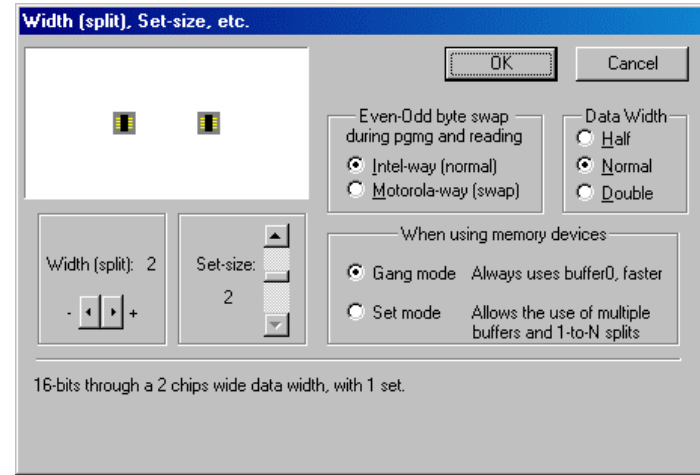 Width (split), Set-size, etc.
OK
Cancel
Even-Odd byte swap
during pgmg and reading
Intel-way (normal)
Motorola-way (swap)
Data Width
Half
Normal
Double
Width (split): 2
- +
Set-size:
2
When using memory devices
Gang mode Always uses buffer0, faster
Set mode Allows the use of multiple
buffers and 1-to-N splits
16-bits through a 2 chips wide data width, with 1 set.